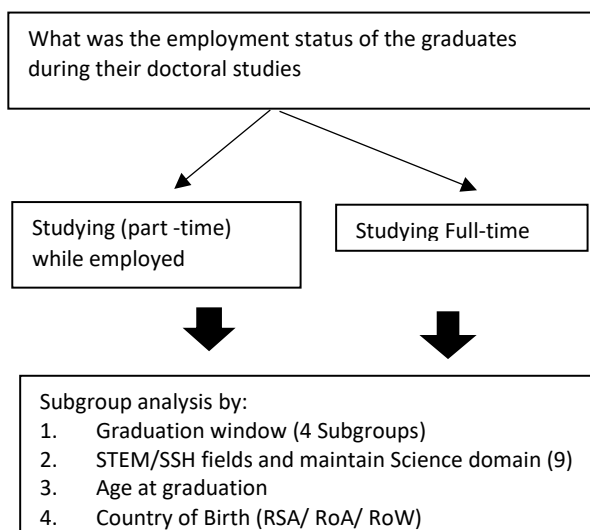 What was the employment status of the graduates
during their doctoral studies
Studying (part -time)
while employed
Studying Full-time
Subgroup analysis by:
1. Graduation window (4 Subgroups)
2. STEM/SSH fields and maintain Science domain (9)
3. Age at graduation
4. Country of Birth (RSA/ RoA/ RoW)